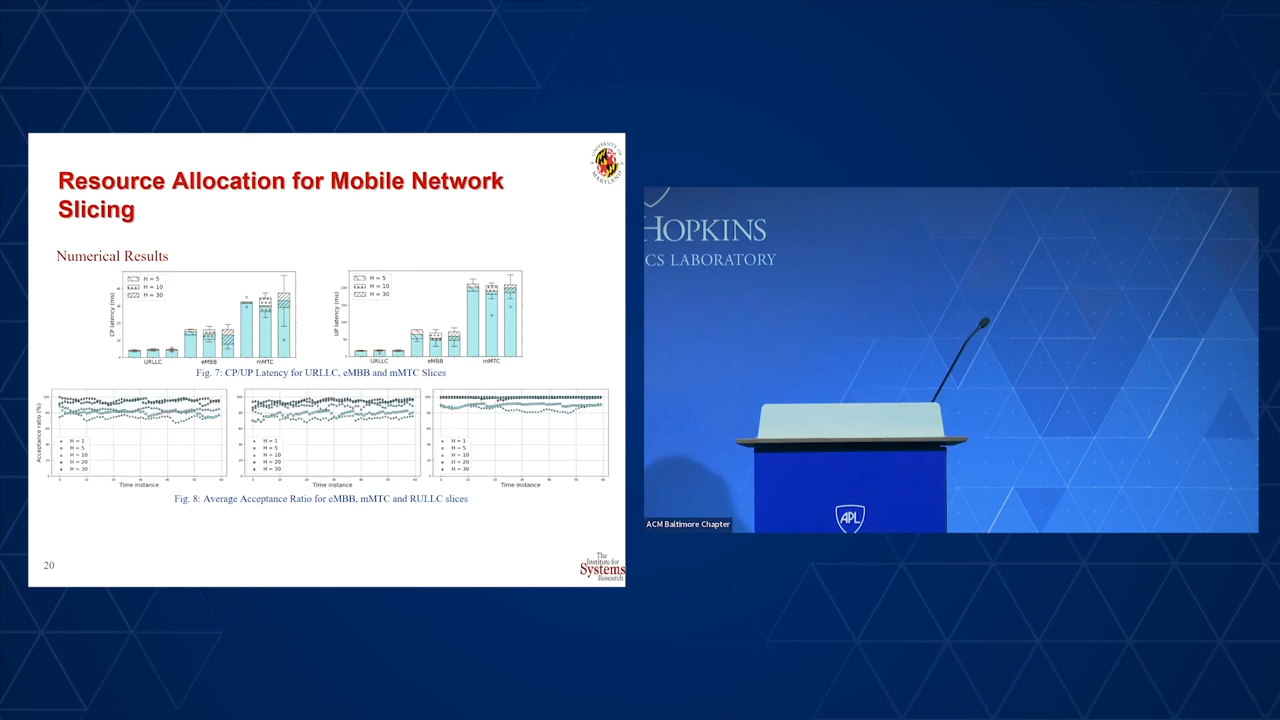 UNIVERSITY OF
MARYLAND
Resource Allocation for Mobile Network
Slicing
Numerical Results
CP latency (ms)
H = 5
H = 10
H = 30
URLLC
eMBB
mMTC
UP latency (ms)
H = 5
H = 10
H = 30
URLLC
eMBB
mMTC
Fig. 7: CP/UP Latency for URLLC, eMBB and mMTC Slices
Acceptance ratio (%)
H = 1
H = 5
H = 10
H = 20
H = 30
Time instance
H = 1
H = 5
H = 10
H = 20
H = 30
Time instance
H = 1
H = 5
H = 10
H = 20
H = 30
Time instance
Fig. 8: Average Acceptance Ratio for eMBB, mMTC and RULLC slices
20
The
Institute for
Systems
Research
HOPKINS
CS LABORATORY
APL
ACM Baltimore Chapter